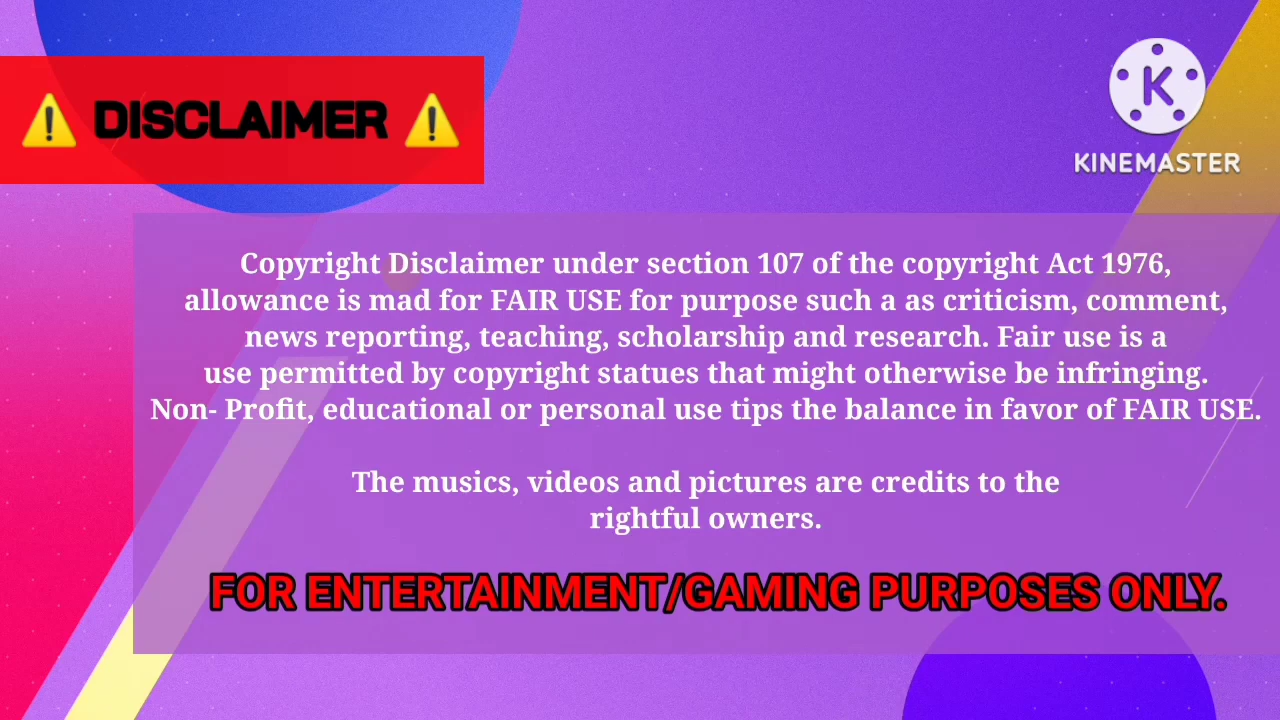 ⚠️ DISCLAIMER ⚠️
KINEMASTER
Copyright Disclaimer under section 107 of the copyright Act 1976,
allowance is mad for FAIR USE for purpose such a as criticism, comment,
news reporting, teaching, scholarship and research. Fair use is a
use permitted by copyright statues that might otherwise be infringing.
Non- Profit, educational or personal use tips the balance in favor of FAIR USE.
The musics, videos and pictures are credits to the
rightful owners.
FOR ENTERTAINMENT/GAMING PURPOSES ONLY.